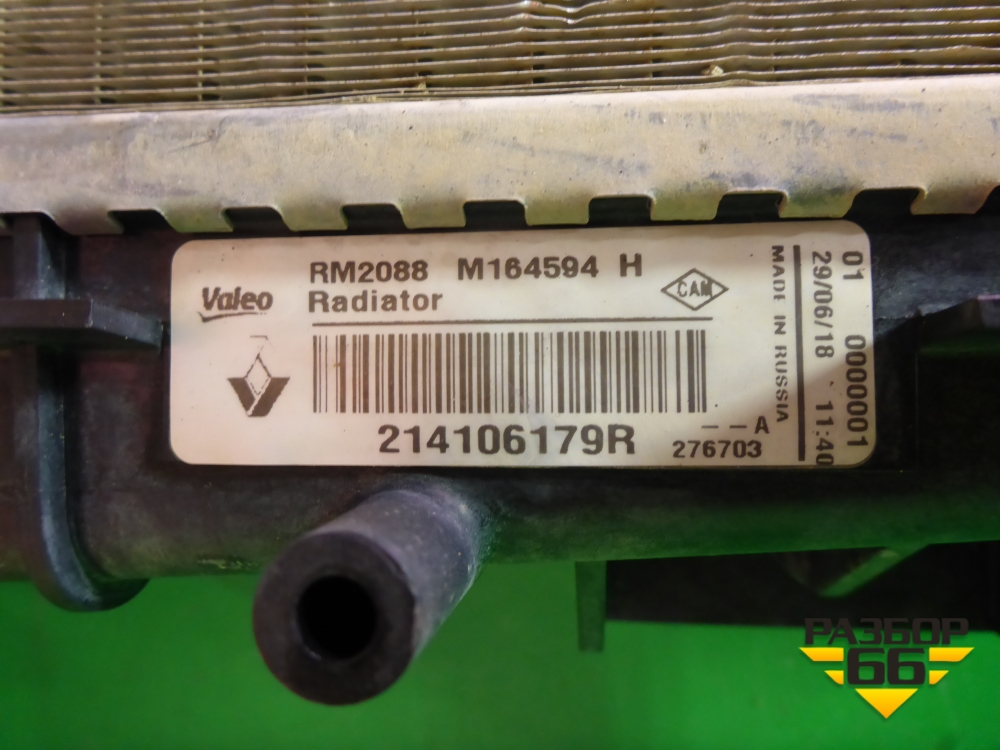 Valeo
RM2088 M164594 H
Radiator
CAM
214106179R
– – A
276703
MADE IN RUSSIA
29/06/18 11:40
01 0000001
РАЗБОР
66